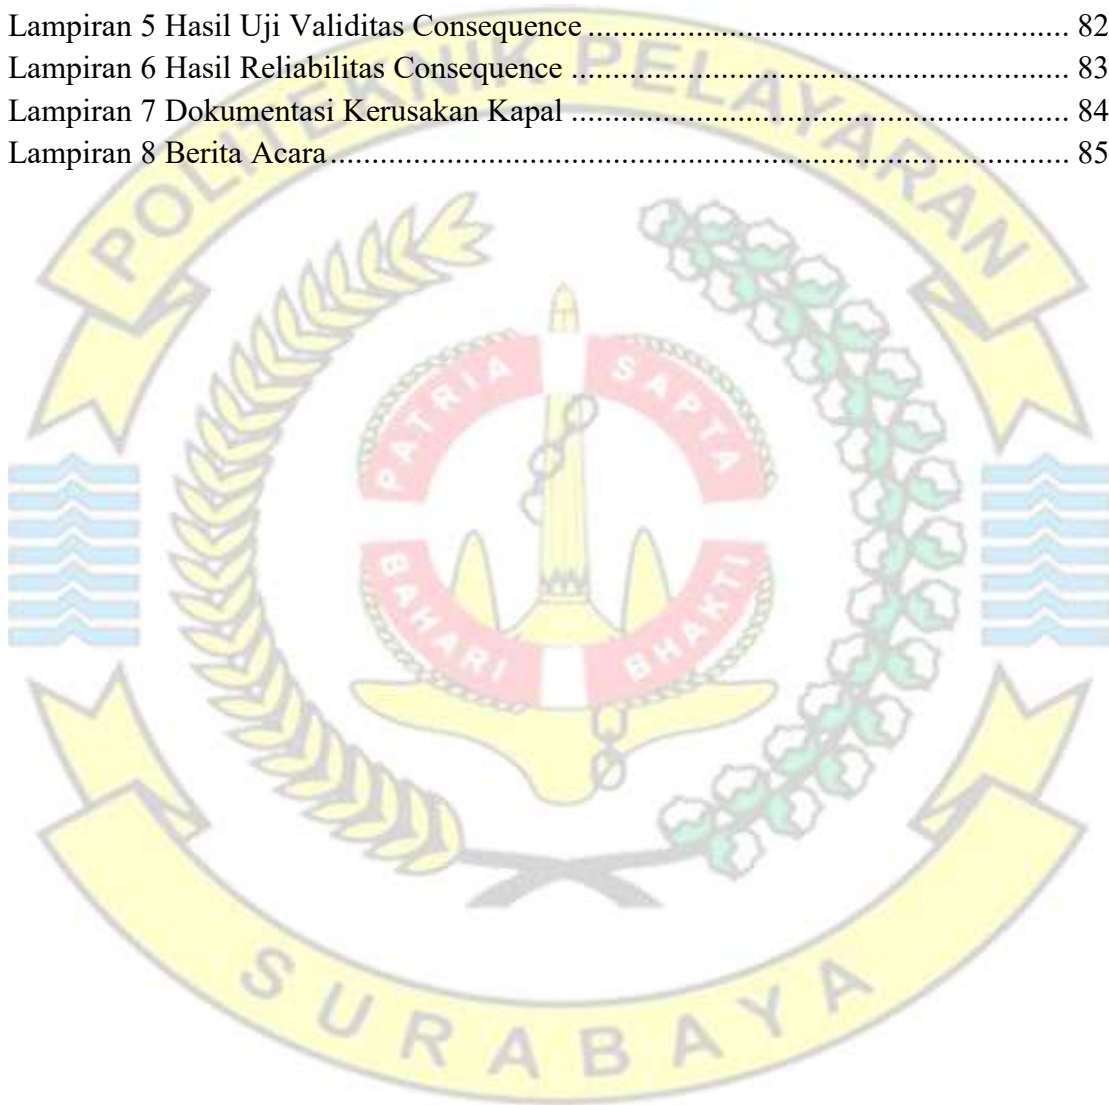 Lampiran 5 Hasil Uji Validitas Consequence ............................................................. 82
Lampiran 6 Hasil Reliabilitas Consequence ............................................................... 83
Lampiran 7 Dokumentasi Kerusakan Kapal ............................................................... 84
Lampiran 8 Berita Acara ............................................................................................. 85
POLITEKNIK PELAYARAN
PATRIA SAPTA
BAHARI BHAKTI
SURABAYA